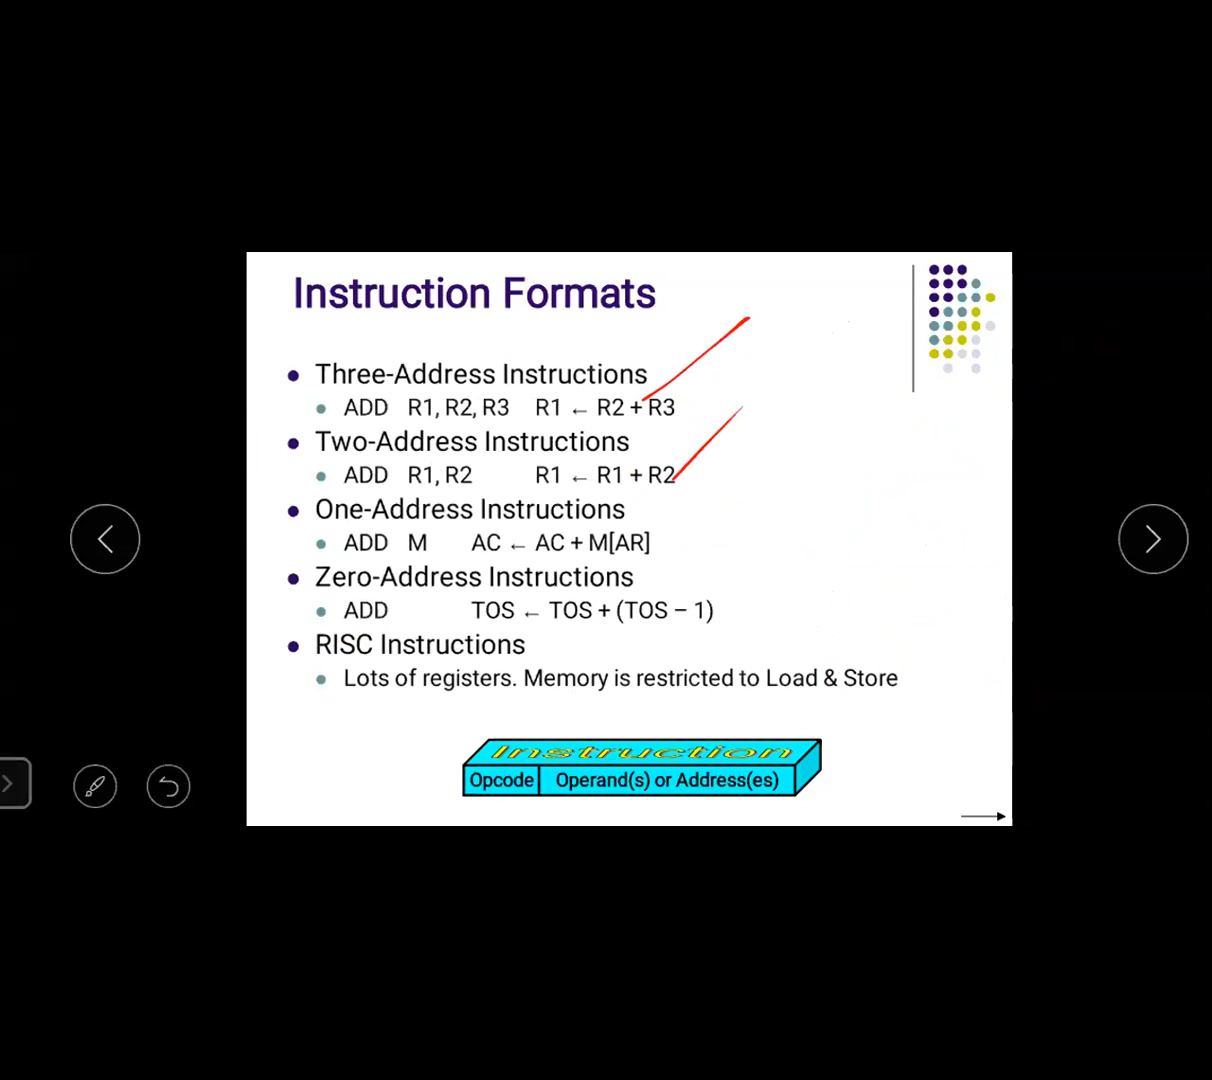 Instruction Formats
Three-Address Instructions
ADD R1, R2, R3 R1 ← R2 + R3
Two-Address Instructions
ADD R1, R2 R1 ← R1 + R2
One-Address Instructions
ADD M AC ← AC + M[AR]
Zero-Address Instructions
ADD TOS ← TOS + (TOS – 1)
RISC Instructions
Lots of registers. Memory is restricted to Load & Store
Instruction
Opcode Operand(s) or Address(es)